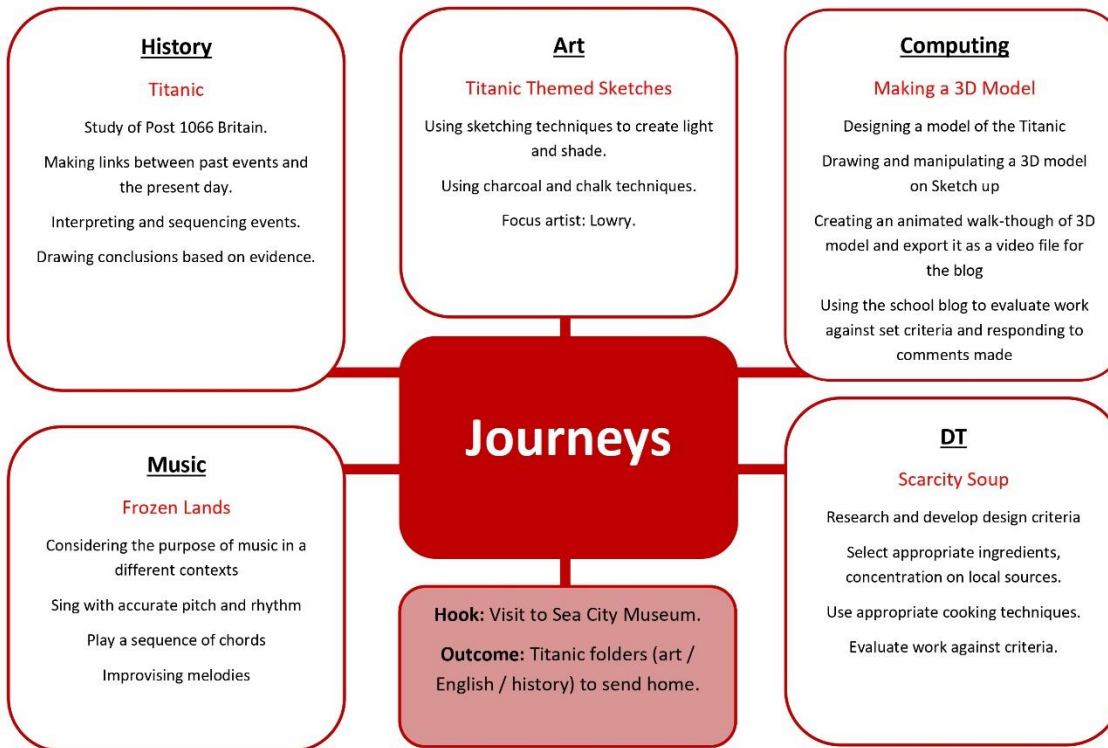 History
Titanic
Study of Post 1066 Britain.
Making links between past events and
the present day.
Interpreting and sequencing events.
Drawing conclusions based on evidence.
Art
Titanic Themed Sketches
Using sketching techniques to create light
and shade.
Using charcoal and chalk techniques.
Focus artist: Lowry.
Computing
Making a 3D Model
Designing a model of the Titanic
Drawing and manipulating a 3D model
on Sketch up
Creating an animated walk-though of 3D
model and export it as a video file for
the blog
Using the school blog to evaluate work
against set criteria and responding to
comments made
Journeys
Music
Frozen Lands
Considering the purpose of music in a
different contexts
Sing with accurate pitch and rhythm
Play a sequence of chords
Improvising melodies
Hook: Visit to Sea City Museum.
Outcome: Titanic folders (art /
English / history) to send home.
DT
Scarcity Soup
Research and develop design criteria
Select appropriate ingredients,
concentration on local sources.
Use appropriate cooking techniques.
Evaluate work against criteria.